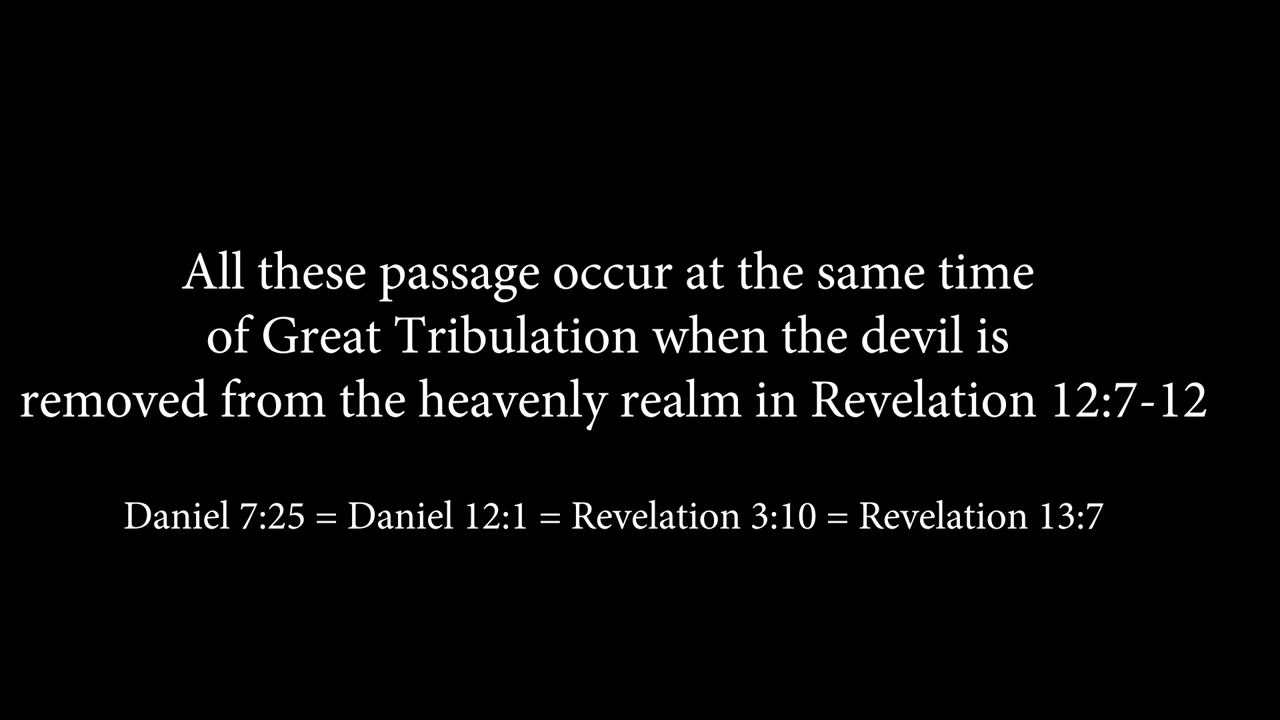 All these passage occur at the same time
of Great Tribulation when the devil is
removed from the heavenly realm in Revelation 12:7-12
Daniel 7:25 = Daniel 12:1 = Revelation 3:10 = Revelation 13:7